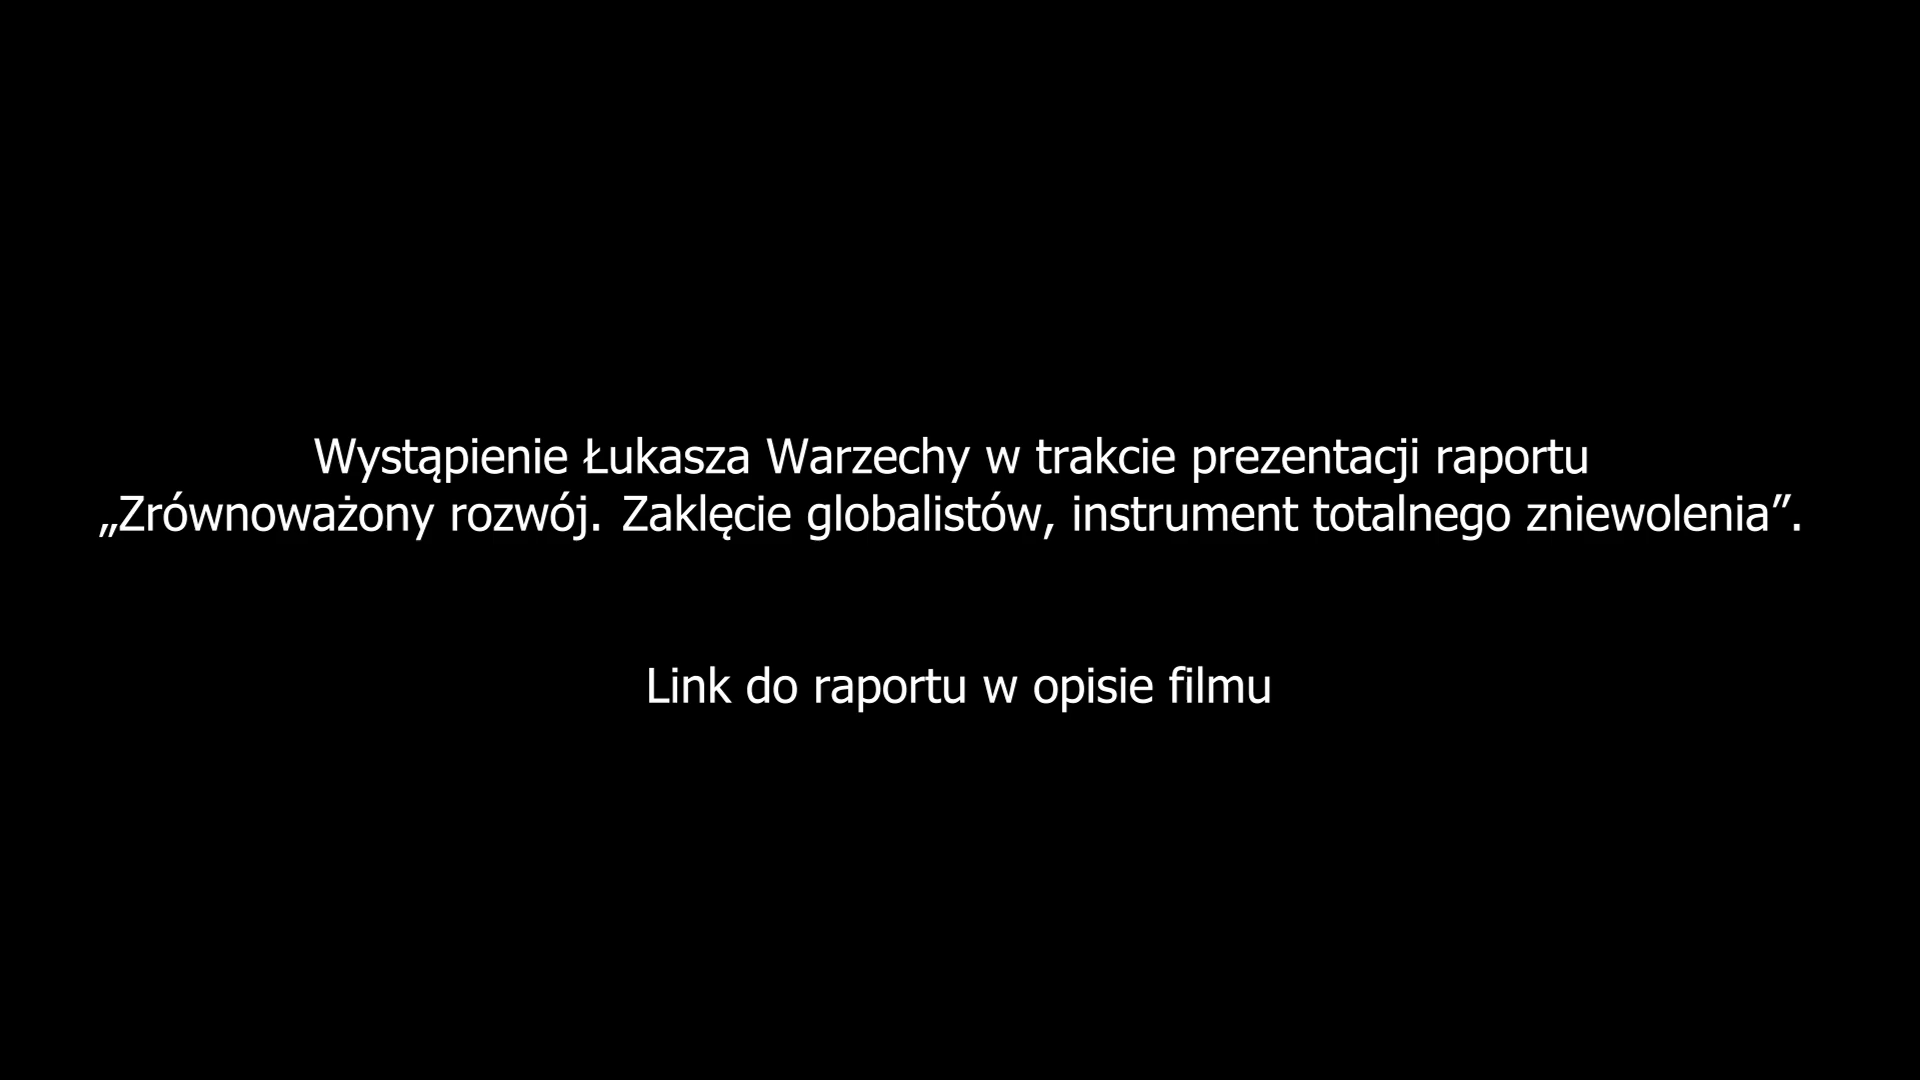 Wystąpienie Łukasza Warzechy w trakcie prezentacji raportu
„Zrównoważony rozwój. Zaklęcie globalistów, instrument totalnego zniewolenia”.
Link do raportu w opisie filmu